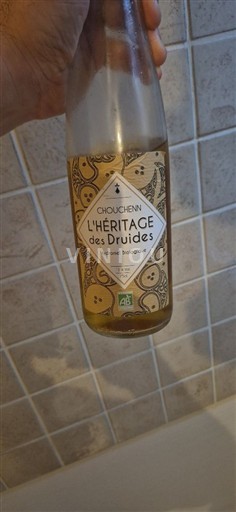 CHOUCHENN
L'HÉRITAGE
des Druides
AB